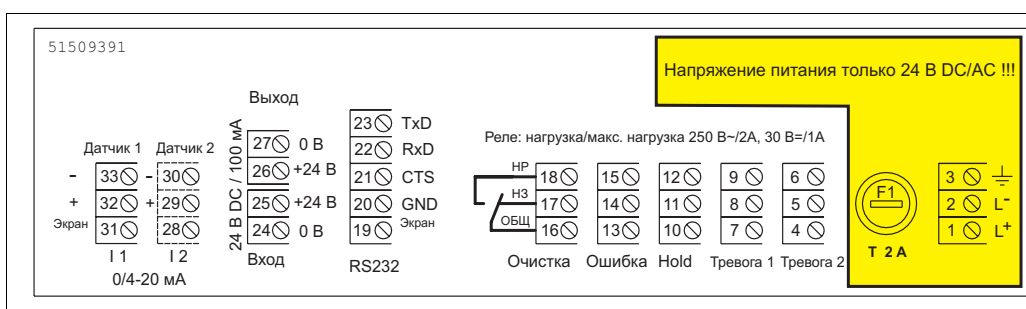 51509391
Напряжение питания только 24 В DC/AC !!!
Выход
Реле: нагрузка/макс. нагрузка 250 В~/2А, 30 В=/1А
Датчик 1 Датчик 2
24 В DC / 100 мА
27 0 В 23 TxD
- 33 - 30 26 +24 В 22 RxD
+ 32 + 29 25 +24 В 21 CTS
Экран 31 28 24 0 В 20 GND
19 Экран
НР 18 15 12 9 6 3
НЗ 17 14 11 8 5 2 L-
ОБЩ 16 13 10 7 4 1 L+
F1
T 2 A
I 1 I 2 Вход
0/4-20 мА
RS232
Очистка Ошибка Hold Тревога 1 Тревога 2